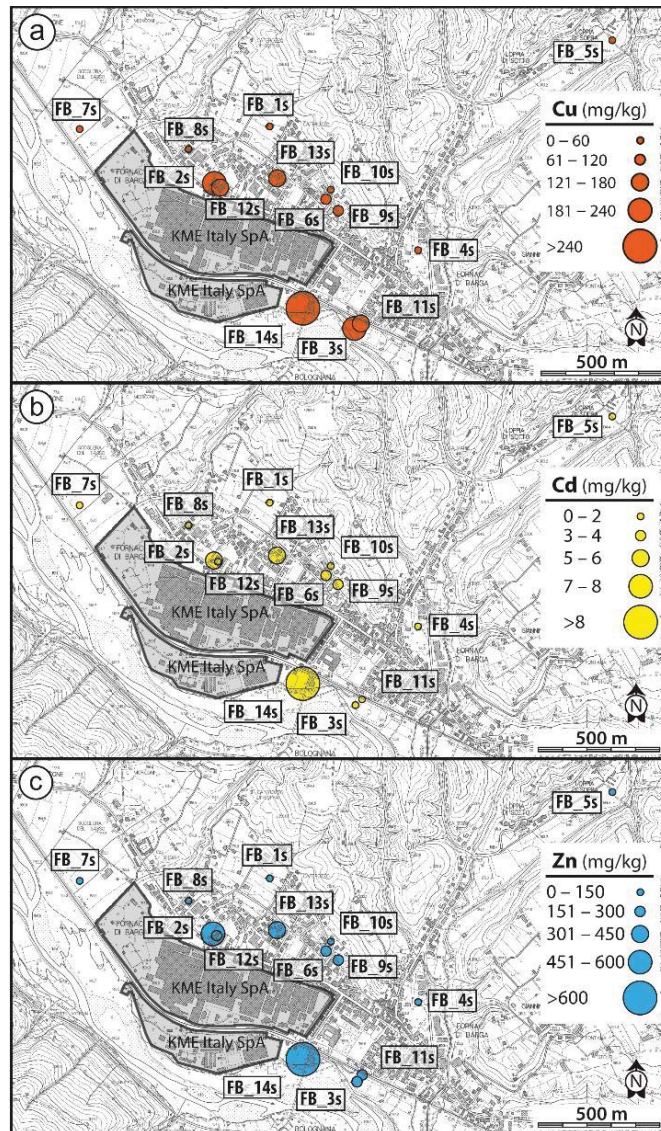 a
FB_5s
FB_7s
FB_1s
FB_8s
FB_13s
FB_10s
FB_2s
FB_12s
FB_6s
FB_9s
KME Italy SpA
FB_4s
KME Italy SpA
FB_11s
FB_14s
FB_3s
BOLOGNANA
Cu (mg/kg)
0 – 60
61 – 120
121 – 180
181 – 240
>240
N
500 m
b
FB_5s
FB_7s
FB_1s
FB_8s
FB_13s
FB_10s
FB_2s
FB_12s
FB_6s
FB_9s
KME Italy SpA
FB_4s
KME Italy SpA
FB_11s
FB_14s
FB_3s
BOLOGNANA
Cd (mg/kg)
0 – 2
3 – 4
5 – 6
7 – 8
>8
N
500 m
c
FB_5s
FB_7s
FB_1s
FB_8s
FB_13s
FB_10s
FB_2s
FB_12s
FB_6s
FB_9s
KME Italy SpA
FB_4s
KME Italy SpA
FB_11s
FB_14s
FB_3s
BOLOGNANA
Zn (mg/kg)
0 – 150
151 – 300
301 – 450
451 – 600
>600
N
500 m